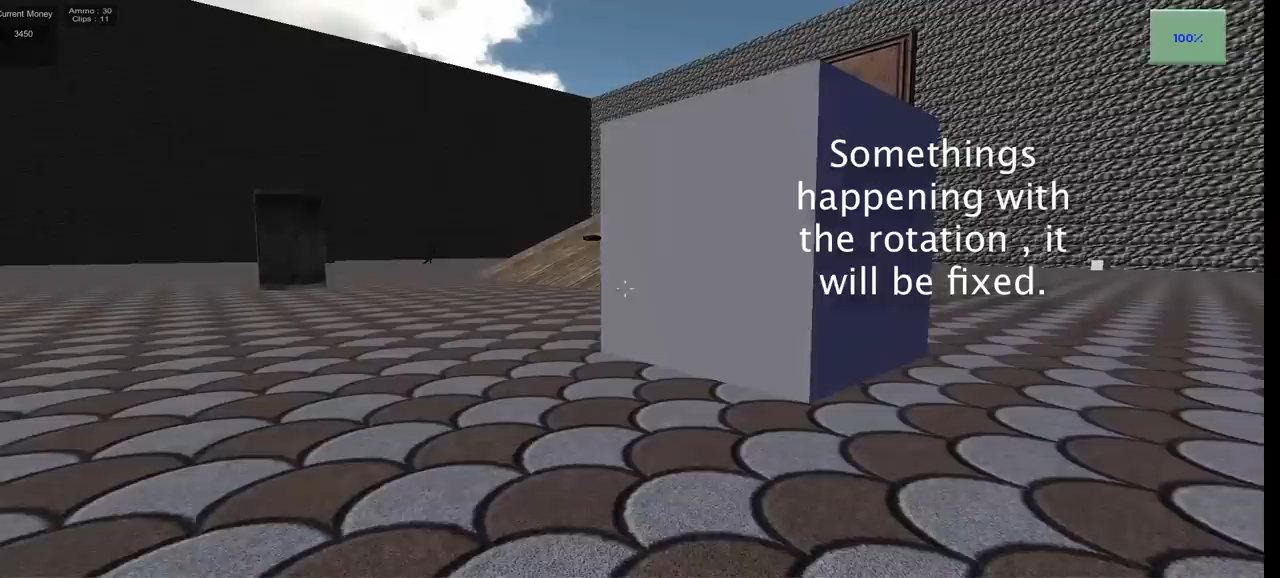 Current Money
3450
Ammo : 30
Clips : 11
100%
Somethings
happening with
the rotation , it
will be fixed.